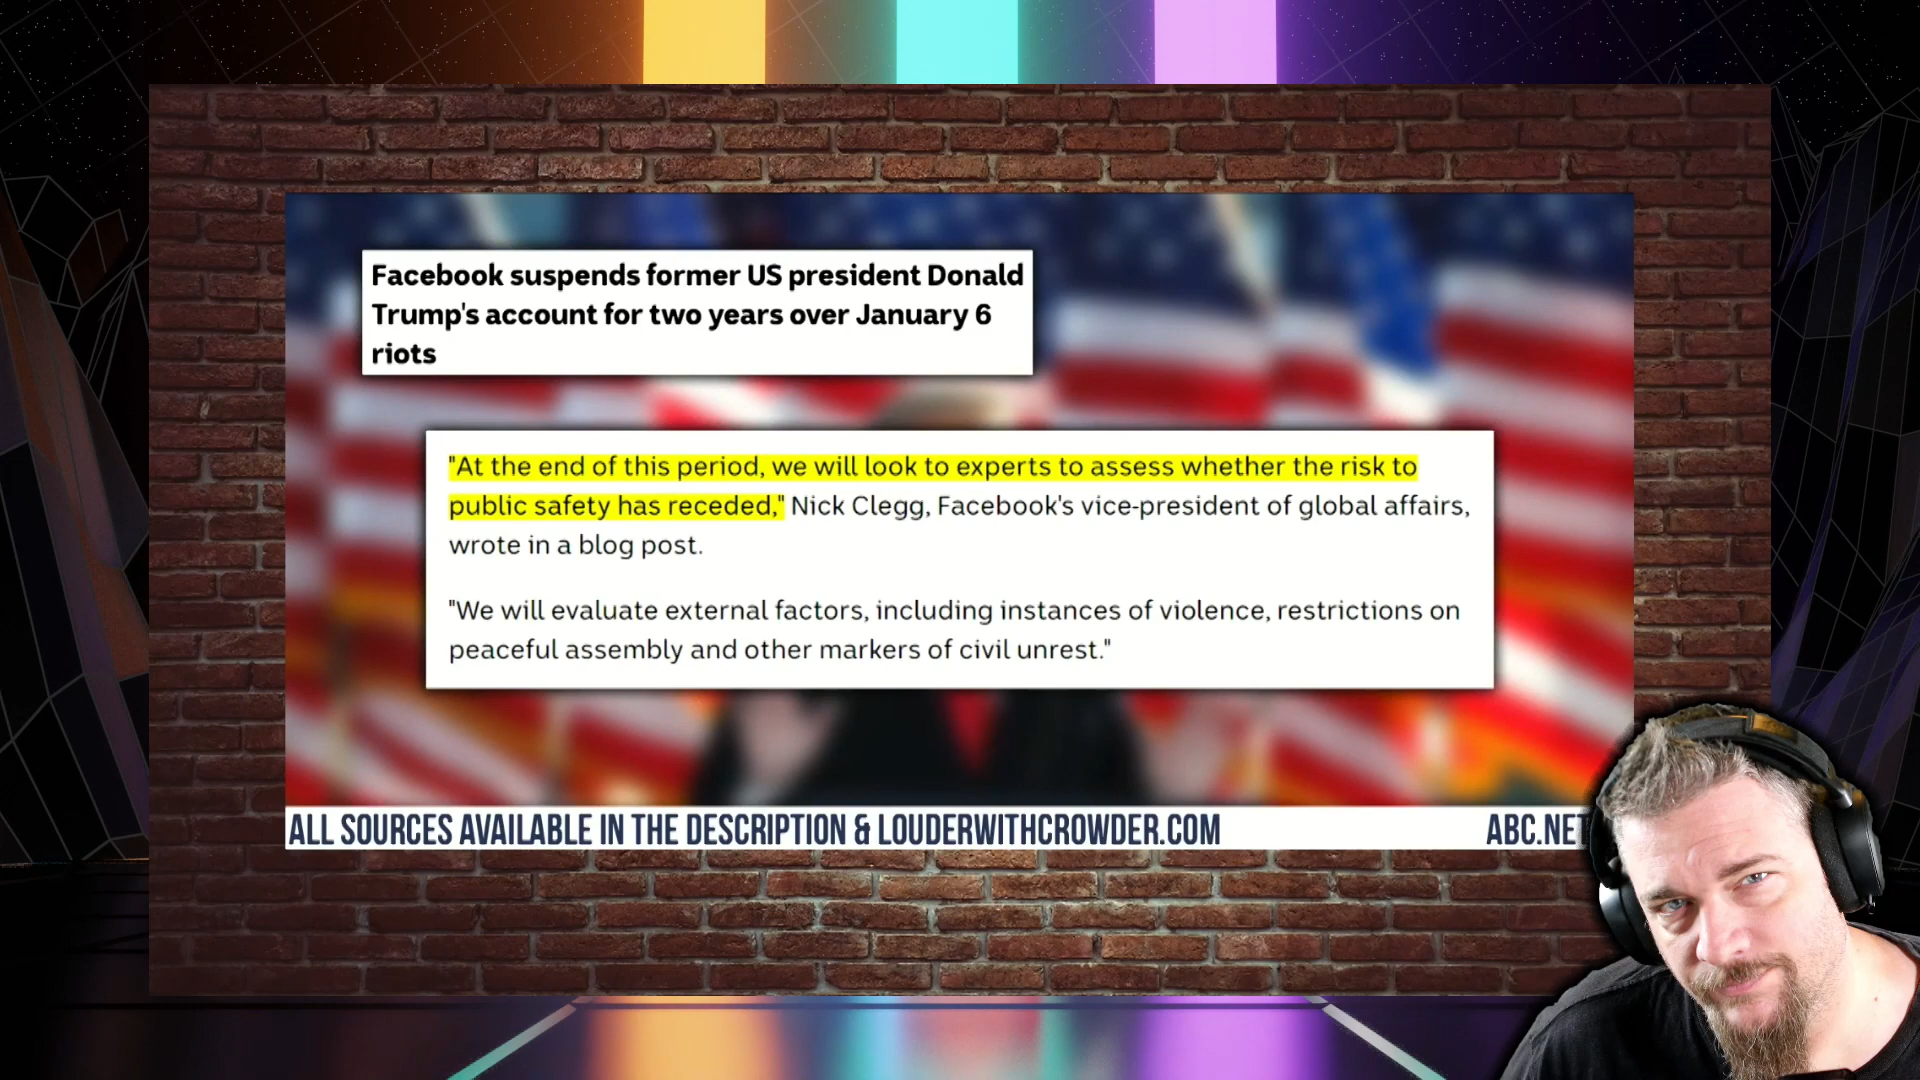 Facebook suspends former US president Donald
Trump's account for two years over January 6
riots
"At the end of this period, we will look to experts to assess whether the risk to
public safety has receded," Nick Clegg, Facebook's vice-president of global affairs,
wrote in a blog post.
"We will evaluate external factors, including instances of violence, restrictions on
peaceful assembly and other markers of civil unrest."
ALL SOURCES AVAILABLE IN THE DESCRIPTION & LOUDERWITHCROWDER.COM ABC.NET